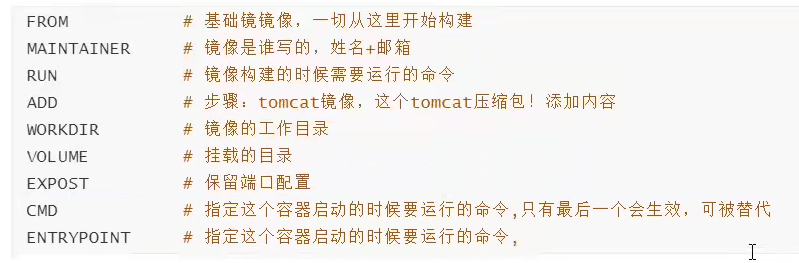 FROM # 基础镜镜像，一切从这里开始构建
MAINTAINER # 镜像是谁写的，姓名+邮箱
RUN # 镜像构建的时候需要运行的命令
ADD # 步骤：tomcat镜像，这个tomcat压缩包！添加内容
WORKDIR # 镜像的工作目录
VOLUME # 挂载的目录
EXPOST # 保留端口配置
CMD # 指定这个容器启动的时候要运行的命令,只有最后一个会生效，可被替代
ENTRYPOINT # 指定这个容器启动的时候要运行的命令,